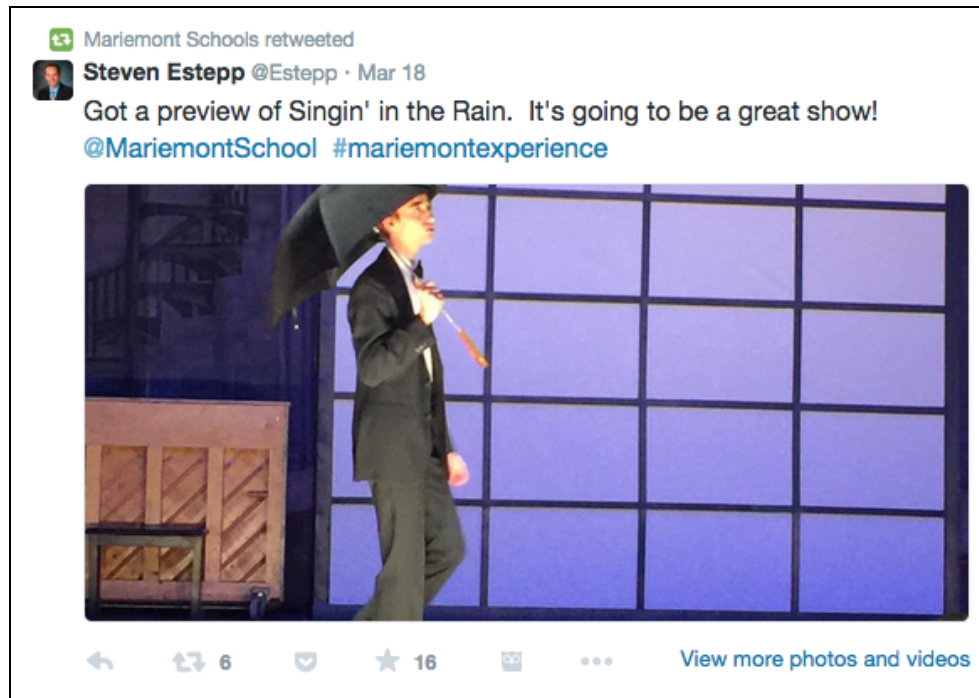 Mariemont Schools retweeted
Steven Estepp @Estepp · Mar 18
Got a preview of Singin' in the Rain.  It's going to be a great show!
@MariemontSchool  #mariemontexperience
6 16 View more photos and videos